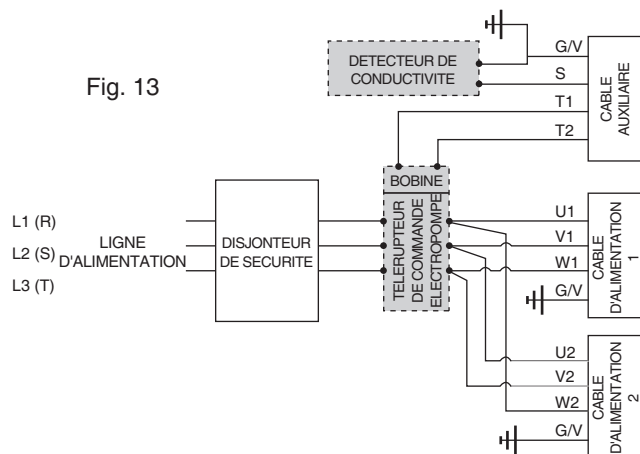 Fig. 13
DETECTEUR DE
CONDUCTIVITE
G/V
S
T1
T2
CABLE
AUXILIAIRE
BOBINE
L1 (R)
L2 (S)
L3 (T)
LIGNE
D'ALIMENTATION
DISJONTEUR
DE SECURITE
TELERUPTEUR
DE COMMANDE
ELECTROPOMPE
U1
V1
W1
G/V
CABLE
D'ALIMENTATION
1
U2
V2
W2
G/V
CABLE
D'ALIMENTATION
2